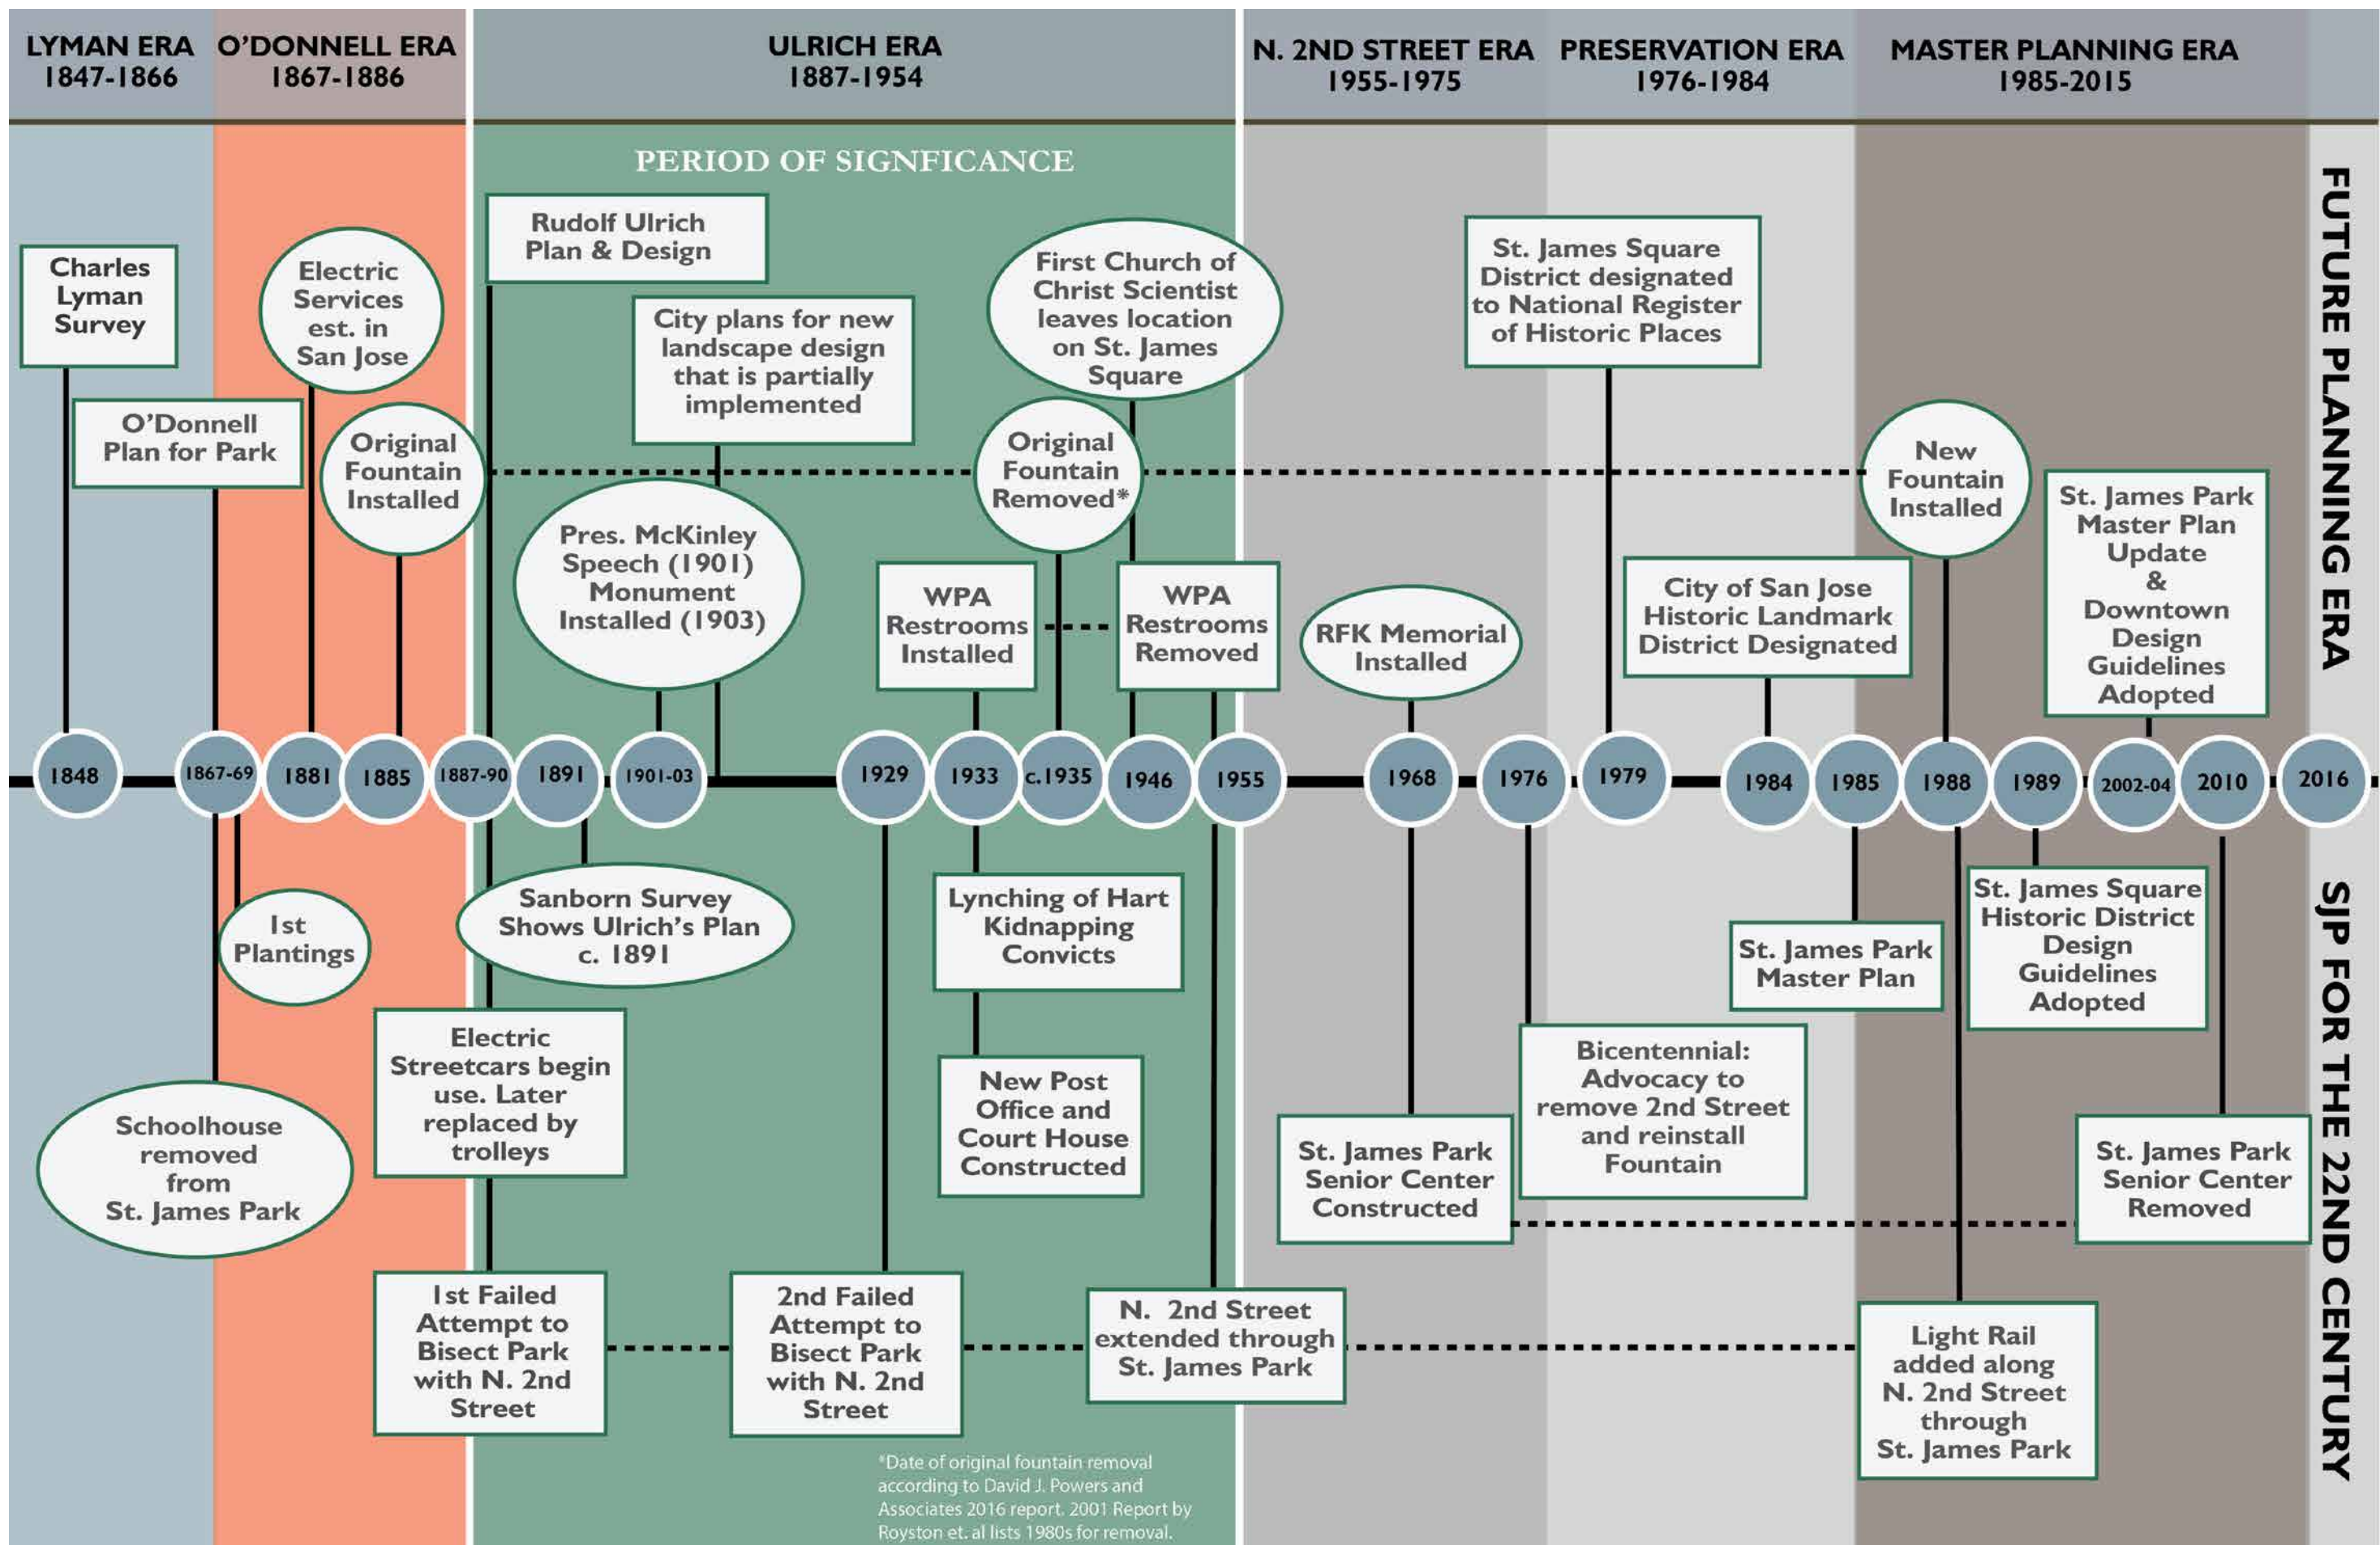 LYMAN ERA
1847-1866
O'DONNELL ERA
1867-1886
ULRICH ERA
1887-1954
N. 2ND STREET ERA
1955-1975
PRESERVATION ERA
1976-1984
MASTER PLANNING ERA
1985-2015
PERIOD OF SIGNFICANCE
Charles
Lyman
Survey
O'Donnell
Plan for Park
Electric
Services
est. in
San Jose
Original
Fountain
Installed
Rudolf Ulrich
Plan & Design
City plans for new
landscape design
that is partially
implemented
Pres. McKinley
Speech (1901)
Monument
Installed (1903)
First Church of
Christ Scientist
leaves location
on St. James
Square
Original
Fountain
Removed*
WPA
Restrooms
Installed
WPA
Restrooms
Removed
RFK Memorial
Installed
St. James Square
District designated
to National Register
of Historic Places
City of San Jose
Historic Landmark
District Designated
New
Fountain
Installed
St. James Park
Master Plan
Update
&
Downtown
Design
Guidelines
Adopted
FUTURE PLANNING ERA
1848
1867-69
1881
1885
1887-90
1891
1901-03
1929
1933
c.1935
1946
1955
1968
1976
1979
1984
1985
1988
1989
2002-04
2010
2016
1st
Plantings
Schoolhouse
removed
from
St. James Park
Sanborn Survey
Shows Ulrich's Plan
c. 1891
Electric
Streetcars begin
use. Later
replaced by
trolleys
1st Failed
Attempt to
Bisect Park
with N. 2nd
Street
2nd Failed
Attempt to
Bisect Park
with N. 2nd
Street
Lynching of Hart
Kidnapping
Convicts
New Post
Office and
Court House
Constructed
N. 2nd Street
extended through
St. James Park
St. James Park
Senior Center
Constructed
Bicentennial:
Advocacy to
remove 2nd Street
and reinstall
Fountain
St. James Park
Master Plan
St. James Square
Historic District
Design
Guidelines
Adopted
St. James Park
Senior Center
Removed
Light Rail
added along
N. 2nd Street
through
St. James Park
SJP FOR THE 22ND CENTURY
*Date of original fountain removal
according to David J. Powers and
Associates 2016 report. 2001 Report by
Royston et. al lists 1980s for removal.